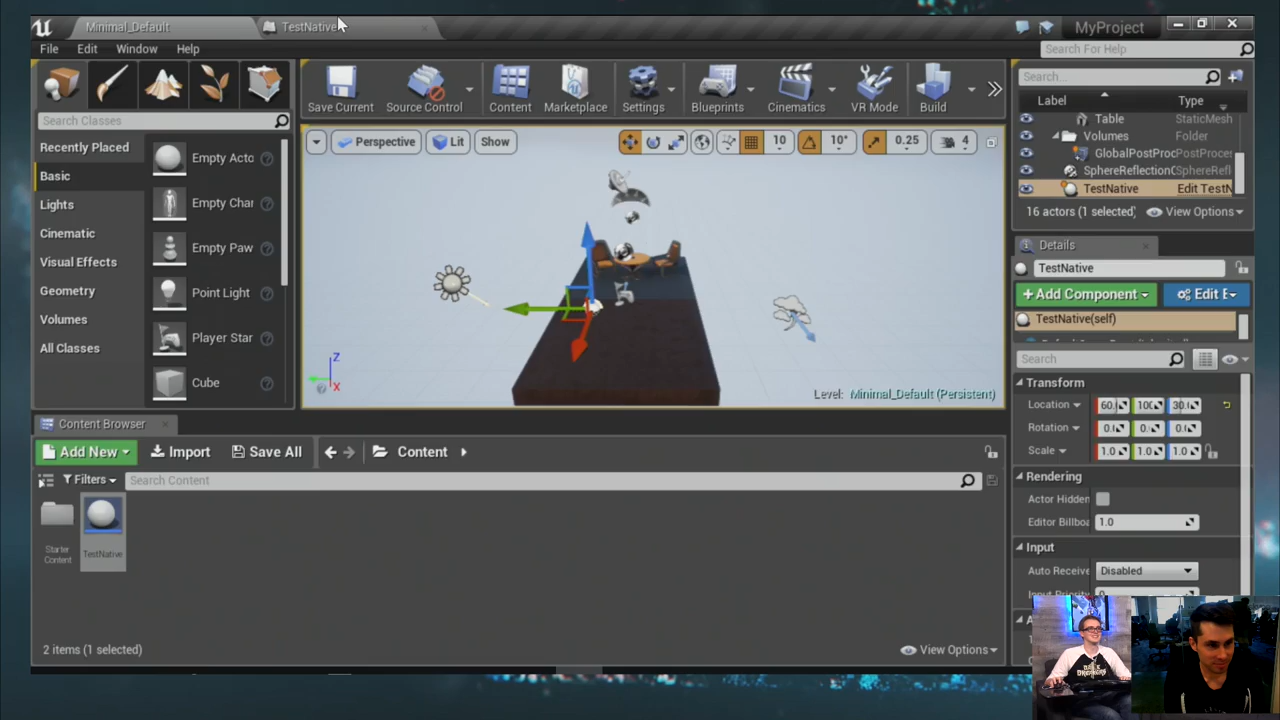 Minimal_Default
TestNative
MyProject
File
Edit
Window
Help
Search For Help
Save Current
Source Control
Content
Marketplace
Settings
Blueprints
Cinematics
VR Mode
Build
Search Classes
Recently Placed
Basic
Lights
Cinematic
Visual Effects
Geometry
Volumes
All Classes
Empty Acto
Empty Char
Empty Paw
Point Light
Player Star
Cube
Perspective
Lit
Show
10
10°
0.25
4
Z
X
Level: Minimal_Default (Persistent)
Search...
Label
Type
Table
StaticMesh
Volumes
Folder
GlobalPostProc
PostProces
SphereReflectionC
SphereRefl
TestNative
Edit TestN
16 actors (1 selected)
View Options
Details
TestNative
Add Component
Edit B
TestNative(self)
Search
Transform
Location
Rotation
Scale
1.0
1.0
1.0
Rendering
Actor Hidden
Editor Billboa
1.0
Input
Auto Receive
Disabled
Content Browser
Add New
Import
Save All
Content
Filters
Search Content
Starter
Content
TestNative
2 items (1 selected)
View Options